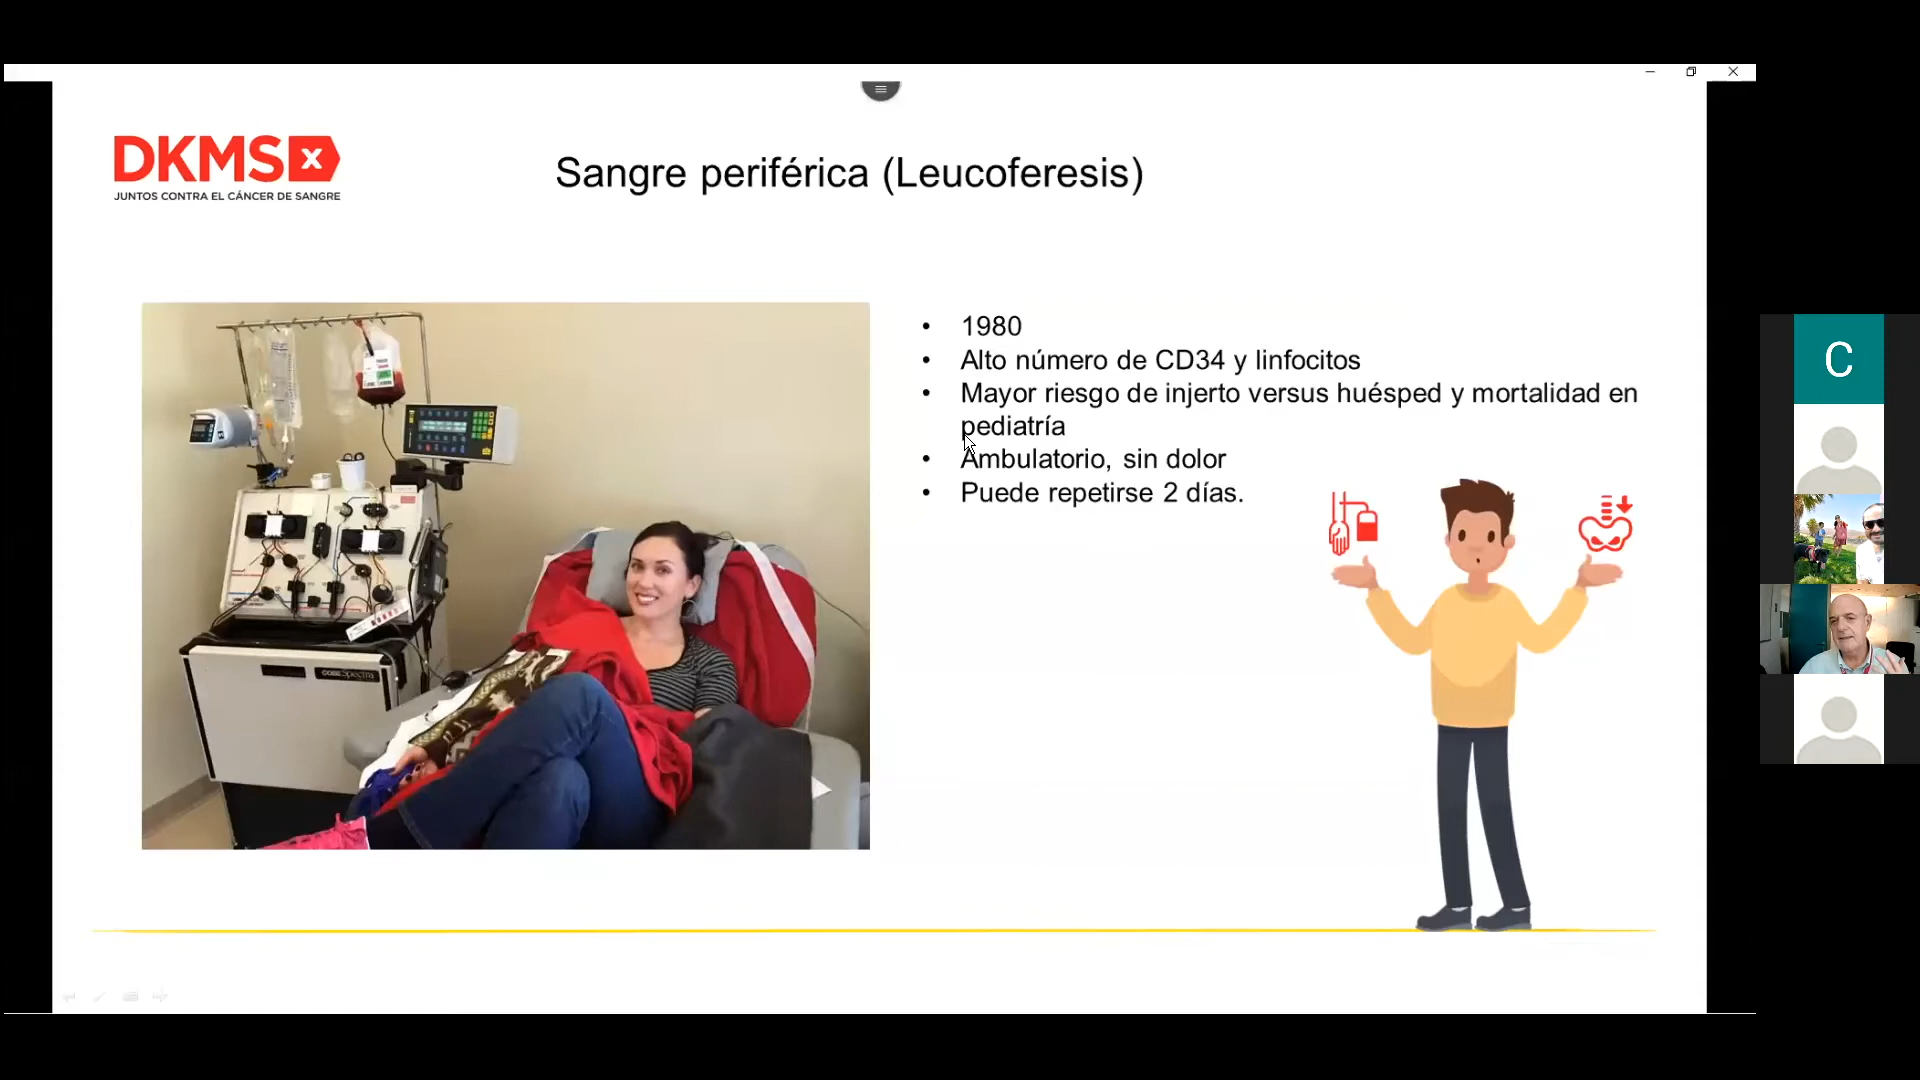 DKMS
JUNTOS CONTRA EL CÁNCER DE SANGRE
Sangre periférica (Leucoferesis)
• 1980
• Alto número de CD34 y linfocitos
• Mayor riesgo de injerto versus huésped y mortalidad en
pediatría
• Ambulatorio, sin dolor
• Puede repetirse 2 días.
C